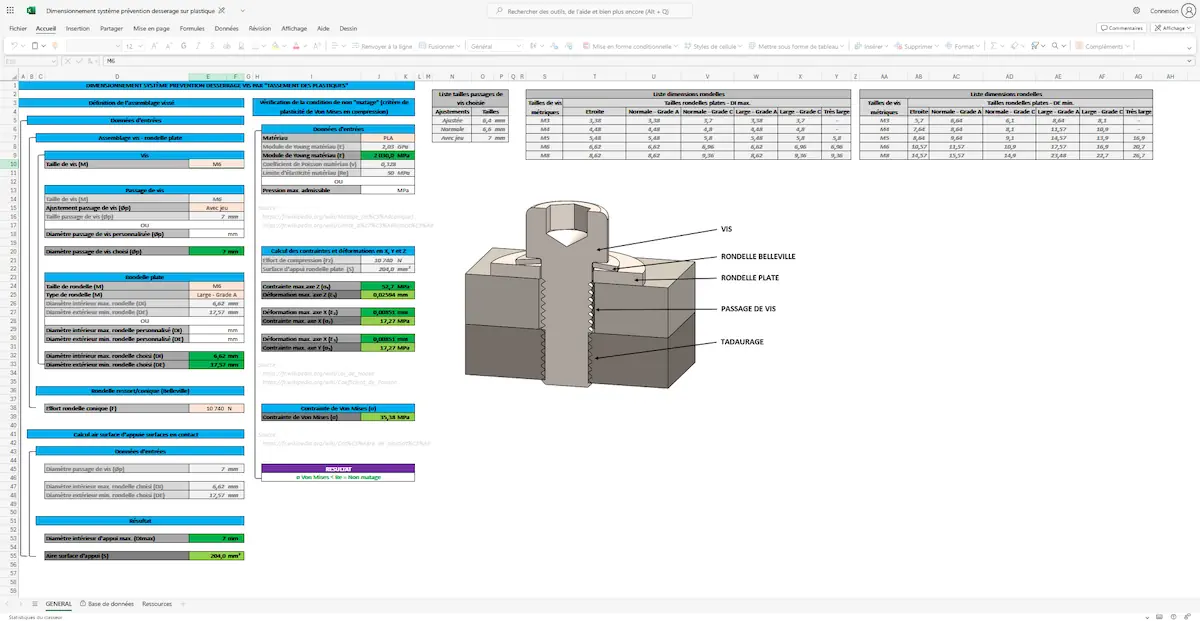 Dimensionnement système prévention desserage sur plastique
Rechercher des outils, de l'aide et bien plus encore (Alt + Q)
Connexion
Fichier Accueil Insertion Partager Mise en page Formules Données Révision Affichage Aide Dessin
Commentaires Affichage
12 Renvoyer à la ligne Fusionner Général Mise en forme conditionnelle Styles de cellule Mettre sous forme de tableau Insérer Supprimer Format Compléments
M6
DIMENSIONNEMENT SYSTÈME PREVENTION DESSERRAGE VIS PAR "TASSEMENT DES PLASTIQUES"
Définition de l'assemblage vissé
Données d'entrées
Assemblage vis - rondelle plate
Vis
Taille de vis (M) M6
Passage de vis
Taille de vis (M) M6
Ajustement passage de vis (Øp) Avec jeu
Taille passage de vis (Øp) 7 mm
OU
Diamètre passage de vis personnalisée (Øp) mm
Diamètre passage de vis choisi (Øp) 7 mm
Rondelle plate
Taille de rondelle (M) M6
Type de rondelle (M) Large - Grade A
Diamètre intérieur max. rondelle (DI) 6,62 mm
Diamètre extérieur min. rondelle (DE) 17,57 mm
OU
Diamètre intérieur max. rondelle personnalisé (DI) mm
Diamètre extérieur min. rondelle personnalisé (DE) mm
Diamètre intérieur max. rondelle choisi (DI) 6,62 mm
Diamètre extérieur min. rondelle choisi (DE) 17,57 mm
Rondelle ressort/conique (Belleville)
Effort rondelle conique (F) 10 740 N
Calcul air surface d'appuie surfaces en contact
Données d'entrées
Diamètre passage de vis (Øp) 7 mm
Diamètre intérieur max. rondelle choisi (DI) 6,62 mm
Diamètre extérieur min. rondelle choisi (DE) 17,57 mm
Résultat
Diamètre intérieur d'appui max. (DImax) 7 mm
Aire surface d'appui (S) 204,0 mm²
Vérification de la condition de non "matage" (critère de
plasticité de Von Mises en compression)
Données d'entrées
Matériau PLA
Module de Young matériau (E) 2,03 GPa
Module de Young matériau (E) 2 030,0 MPa
Coefficient de Poisson matériau (ν) 0,328
Limite d'élasticité matériau (Re) 50 MPa
OU
Pression max. admissible MPa
Calcul des contraintes et déformations en X, Y et Z
Effort de compression (Fz) 10 740 N
Surface d'appui rondelle plate (S) 204,0 mm²
Contrainte max.axe Z (σz) 52,7 MPa
Déformation max. axe Z (εz) 0,02594 mm
Déformation max. axe X (εx) 0,00851 mm
Contrainte max. axe X (σx) 17,27 MPa
Déformation max. axe X (εx) 0,00851 mm
Contrainte max. axe Y (σy) 17,27 MPa
Contrainte de Von Mises (σ)
Contrainte de Von Mises (σ) 35,38 MPa
RESULTAT
σ Von Mises < Re = Non matage
Liste tailles passages de
vis choisie
Ajustements Tailles
Ajustée 6,4 mm
Normale 6,6 mm
Avec jeu 7 mm
Liste dimensions rondelles
Tailles de vis métriques
Tailles rondelles plates - DI max.
Etroite Normale - Grade A Normale - Grade C Large - Grade A Large - Grade C Très large
M3 3,38 3,38 3,7 3,38 3,7 -
M4 4,48 4,48 4,8 4,48 4,8 -
M5 5,48 5,48 5,8 5,48 5,8 5,8
M6 6,62 6,62 6,96 6,62 6,96 6,96
M8 8,62 8,62 9,36 8,62 9,36 9,36
Liste dimensions rondelles
Tailles de vis métriques
Tailles rondelles plates - DE min.
Etroite Normale - Grade A Normale - Grade C Large - Grade A Large - Grade C Très large
M3 5,7 6,64 6,1 8,64 8,1 -
M4 7,64 8,64 8,1 11,57 10,9 -
M5 8,64 9,64 9,1 14,57 13,9 16,9
M6 10,57 11,57 10,9 17,57 16,9 20,7
M8 14,57 15,57 14,9 23,48 22,7 26,7
VIS
RONDELLE BELLEVILLE
RONDELLE PLATE
PASSAGE DE VIS
TADAURAGE
GENERAL Base de données Ressources
Statistiques du classeur